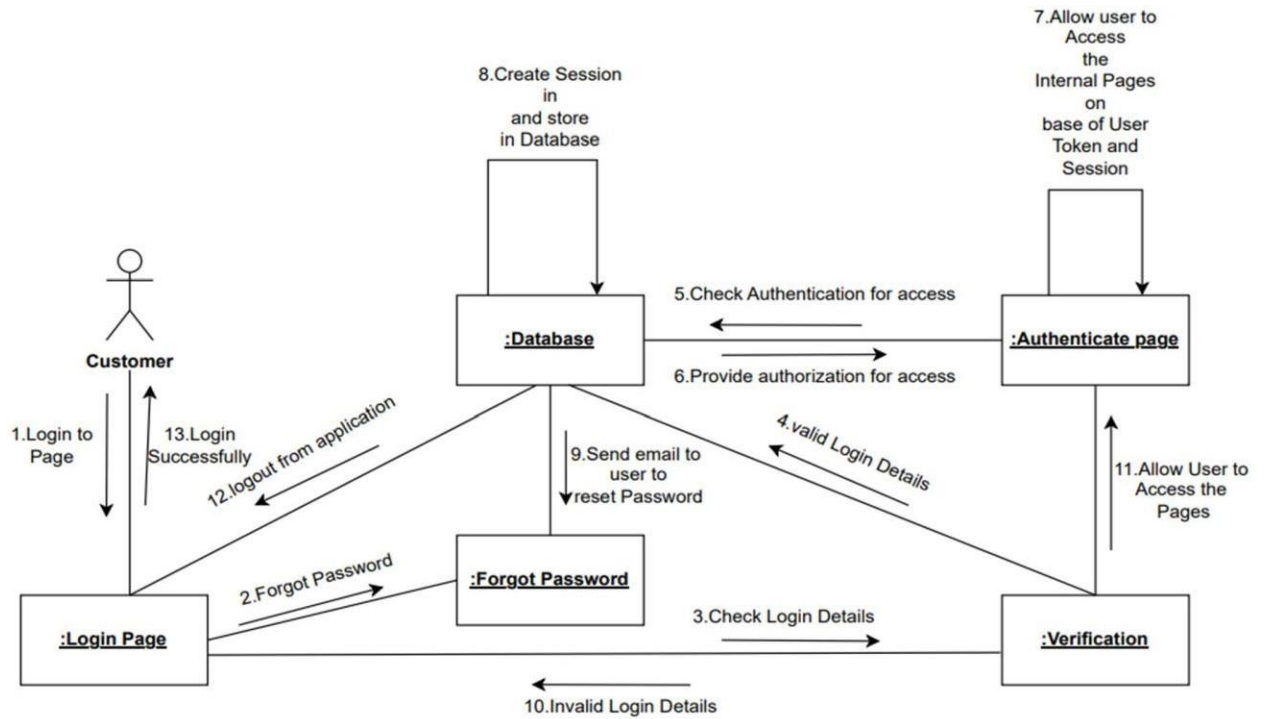 7.Allow user to
Access
the
Internal Pages
on
base of User
Token and
Session
8.Create Session
in
and store
in Database
5.Check Authentication for access
:Database
:Authenticate page
6.Provide authorization for access
Customer
1.Login to
Page
13.Login
Successfully
12.logout from application
9.Send email to
user to
reset Password
4.valid Login Details
11.Allow User to
Access the
Pages
2.Forgot Password
:Forgot Password
3.Check Login Details
:Login Page
:Verification
10.Invalid Login Details